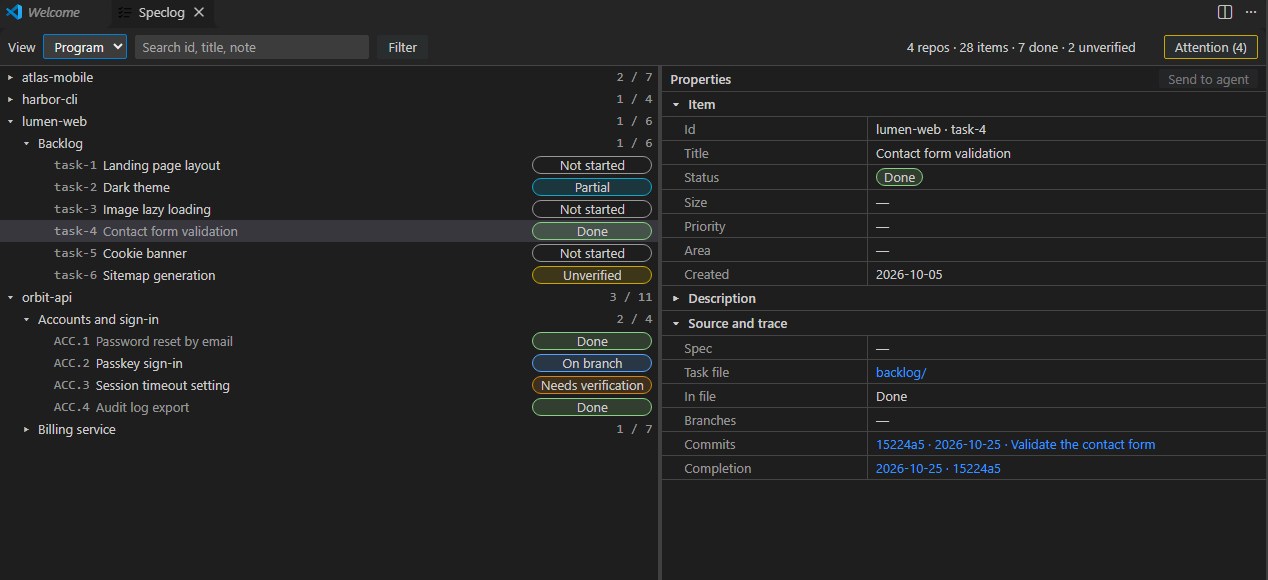 Welcome
Speclog
View Program Search id, title, note Filter 4 repos · 28 items · 7 done · 2 unverified Attention (4)
atlas-mobile 2 / 7
harbor-cli 1 / 4
lumen-web 1 / 6
Backlog 1 / 6
task-1 Landing page layout Not started
task-2 Dark theme Partial
task-3 Image lazy loading Not started
task-4 Contact form validation Done
task-5 Cookie banner Not started
task-6 Sitemap generation Unverified
orbit-api 3 / 11
Accounts and sign-in 2 / 4
ACC.1 Password reset by email Done
ACC.2 Passkey sign-in On branch
ACC.3 Session timeout setting Needs verification
ACC.4 Audit log export Done
Billing service 1 / 7
Properties Send to agent
Item
Id lumen-web · task-4
Title Contact form validation
Status Done
Size —
Priority —
Area —
Created 2026-10-05
Description
Source and trace
Spec —
Task file backlog/
In file Done
Branches —
Commits 15224a5 · 2026-10-25 · Validate the contact form
Completion 2026-10-25 · 15224a5